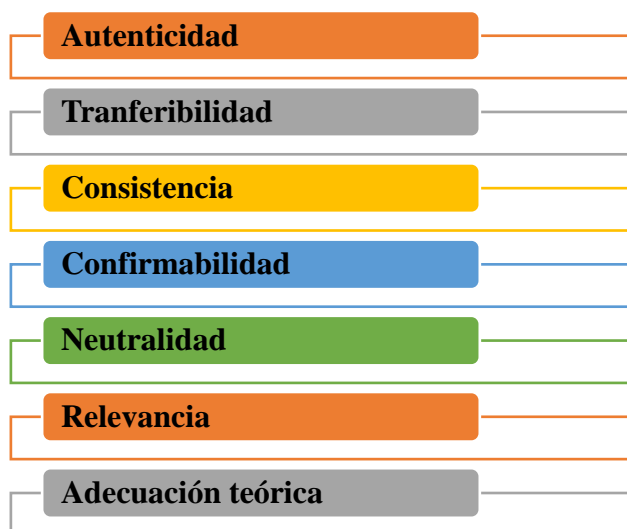 Autenticidad
Tranferibilidad
Consistencia
Confirmabilidad
Neutralidad
Relevancia
Adecuación teórica